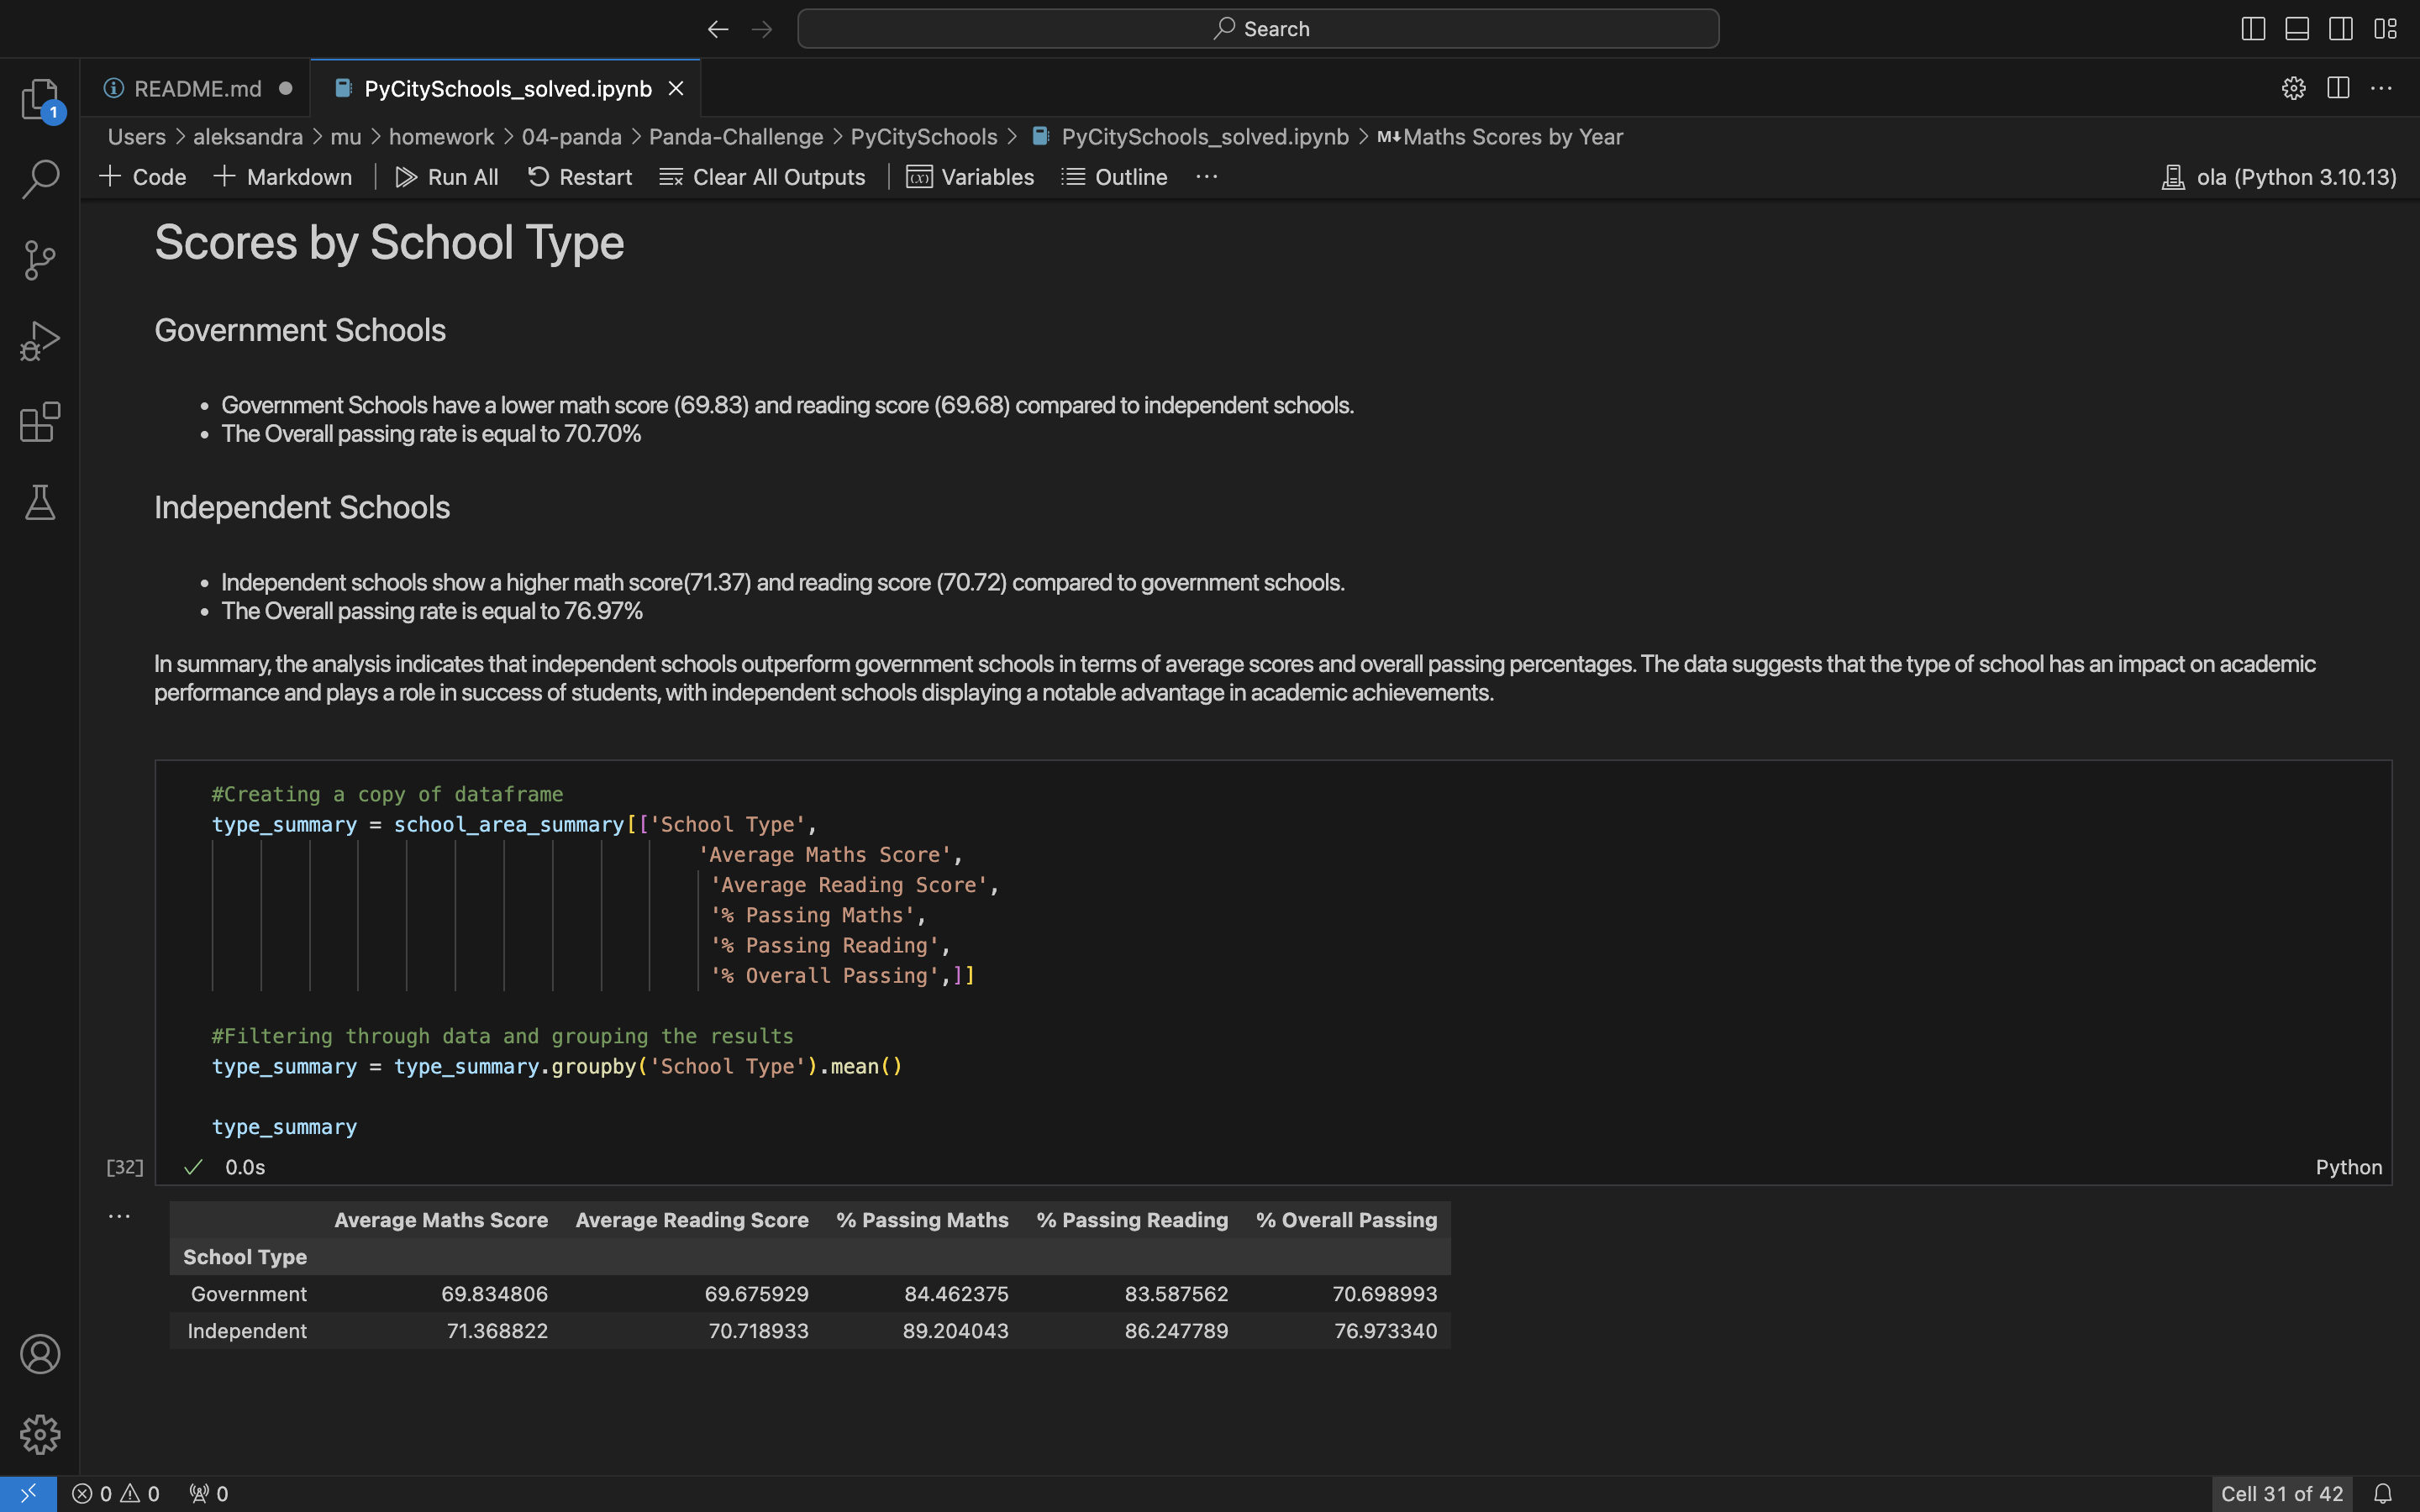 Search
README.md
PyCitySchools_solved.ipynb
1
Users > aleksandra > mu > homework > 04-panda > Panda-Challenge > PyCitySchools > PyCitySchools_solved.ipynb > M↓Maths Scores by Year
+ Code + Markdown Run All Restart Clear All Outputs Variables Outline ... ola (Python 3.10.13)
Scores by School Type
Government Schools
• Government Schools have a lower math score (69.83) and reading score (69.68) compared to independent schools.
• The Overall passing rate is equal to 70.70%
Independent Schools
• Independent schools show a higher math score(71.37) and reading score (70.72) compared to government schools.
• The Overall passing rate is equal to 76.97%
In summary, the analysis indicates that independent schools outperform government schools in terms of average scores and overall passing percentages. The data suggests that the type of school has an impact on academic
performance and plays a role in success of students, with independent schools displaying a notable advantage in academic achievements.
#Creating a copy of dataframe
type_summary = school_area_summary[['School Type',
'Average Maths Score',
'Average Reading Score',
'% Passing Maths',
'% Passing Reading',
'% Overall Passing',]]
#Filtering through data and grouping the results
type_summary = type_summary.groupby('School Type').mean()
type_summary
[32] ✓ 0.0s Python
... Average Maths Score Average Reading Score % Passing Maths % Passing Reading % Overall Passing
School Type
Government 69.834806 69.675929 84.462375 83.587562 70.698993
Independent 71.368822 70.718933 89.204043 86.247789 76.973340
0 0 0 Cell 31 of 42